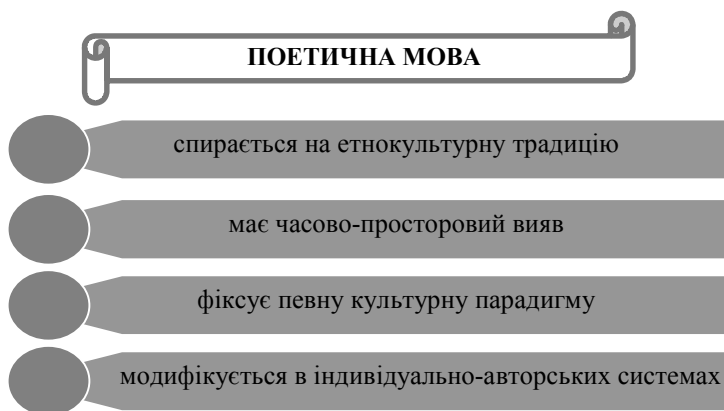 ПОЕТИЧНА МОВА
спирається на етнокультурну традицію
має часово-просторовий вияв
фіксує певну культурну парадигму
модифікується в індивідуально-авторських системах